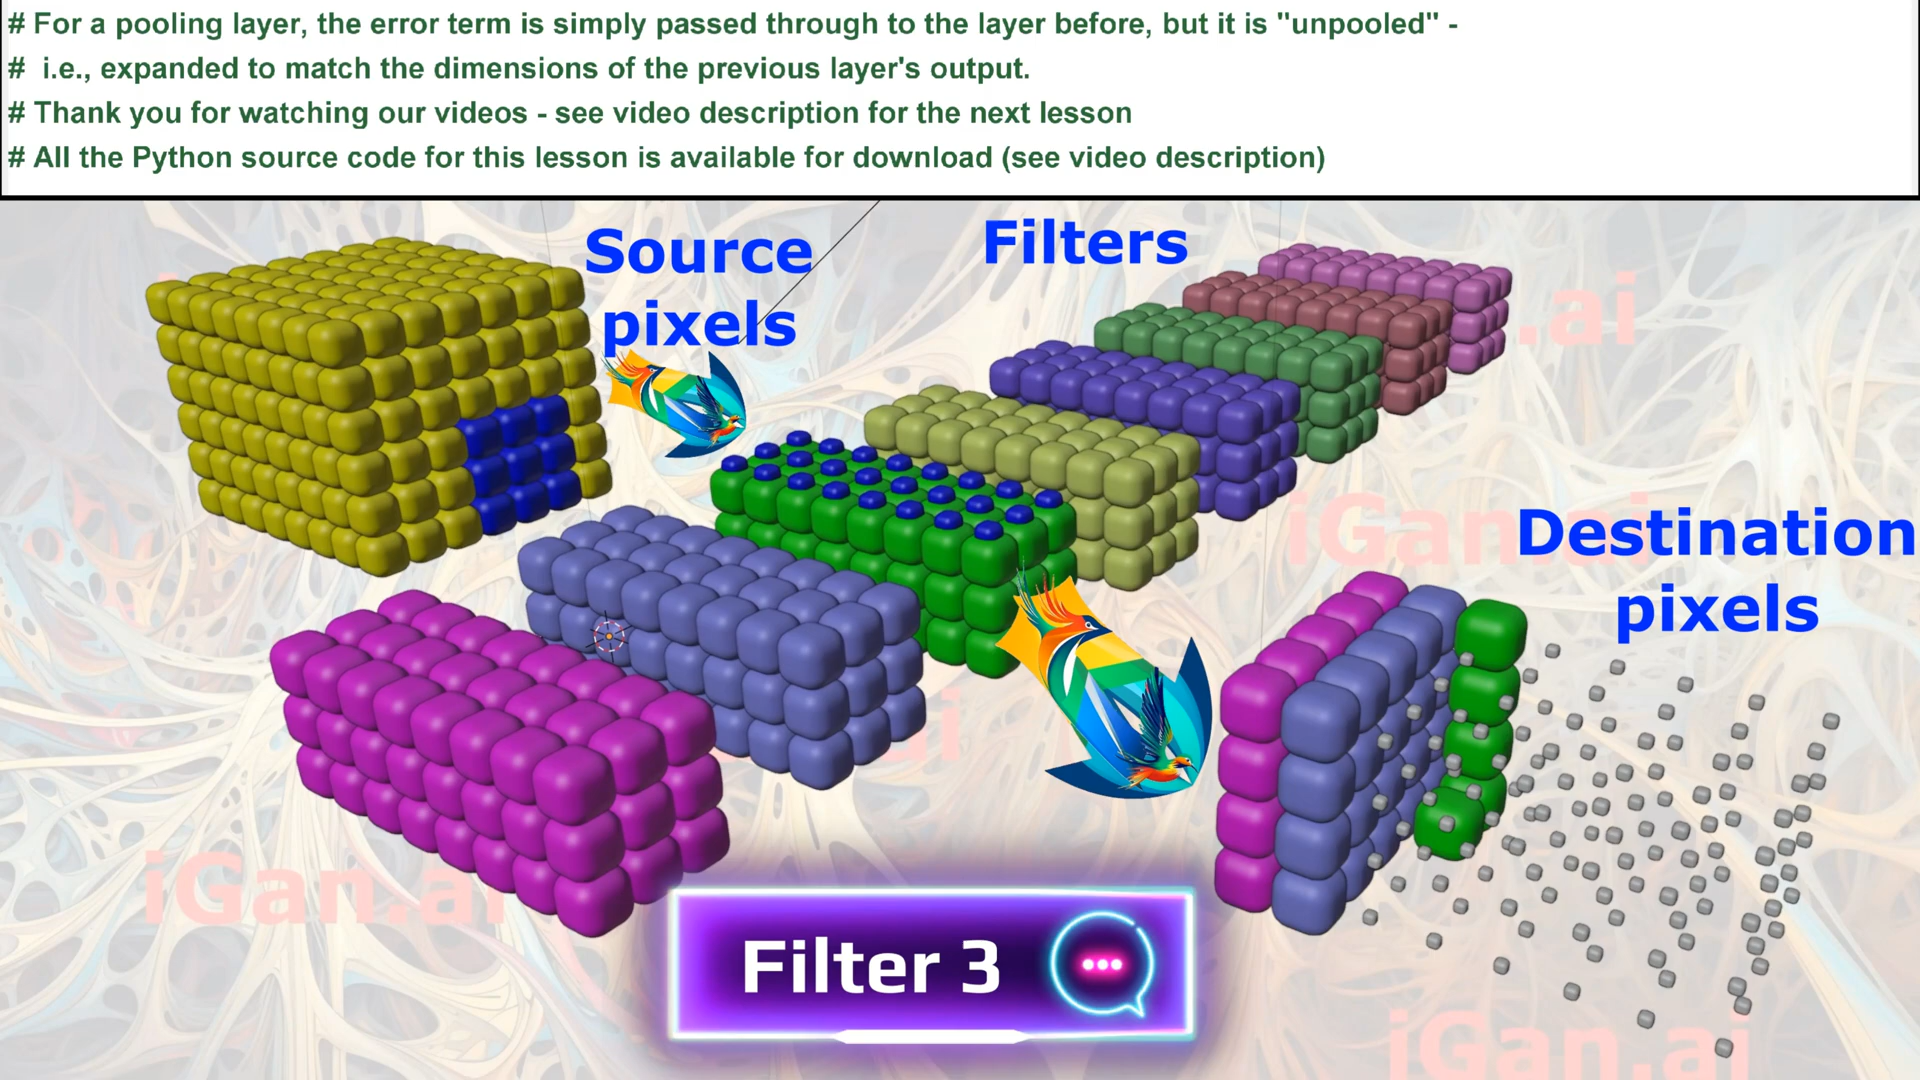 # For a pooling layer, the error term is simply passed through to the layer before, but it is "unpooled" -
# i.e., expanded to match the dimensions of the previous layer's output.
# Thank you for watching our videos - see video description for the next lesson
# All the Python source code for this lesson is available for download (see video description)
Source
pixels
Filters
.ai
iGan.ai
Destination
pixels
ai
iGan.ai
Filter 3
iGan.ai